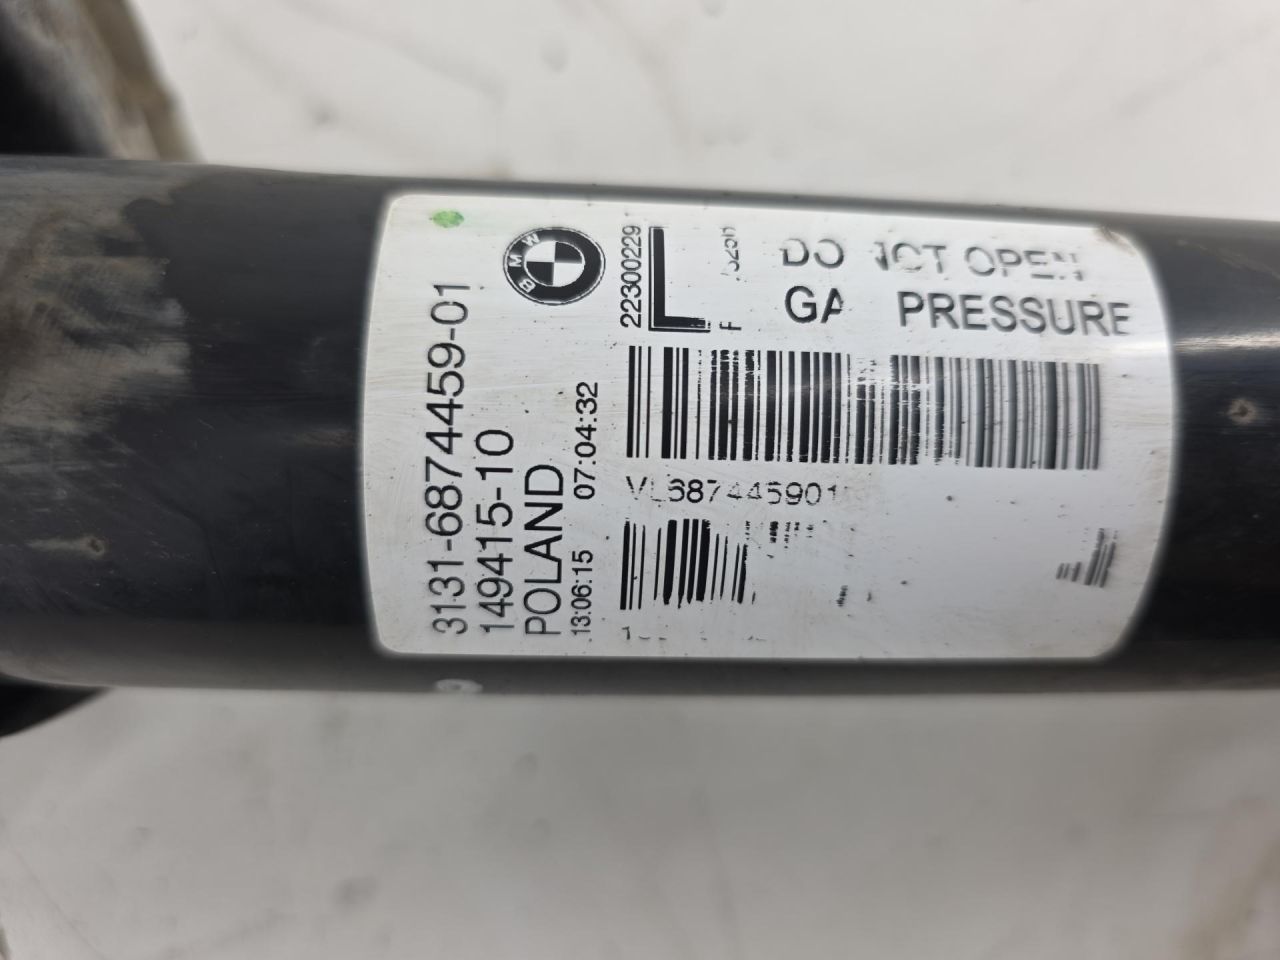 3131-6874459-01
149415-10
POLAND
13:06:15 07:04:32
BMW
22300229
L
F
DO NOT OPEN
GA PRESSURE
VL687445901